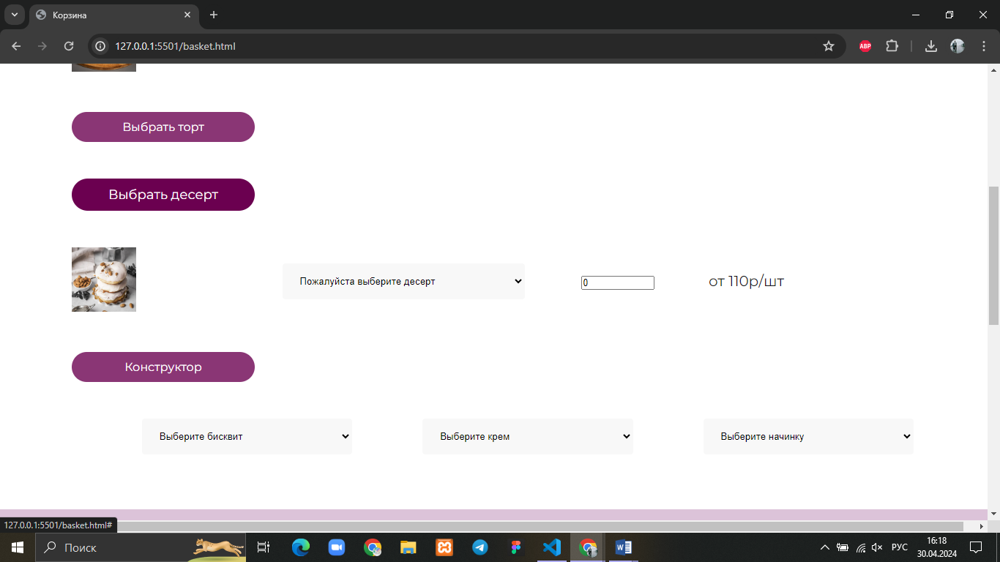 Корзина
127.0.0.1:5501/basket.html
ABP
Выбрать торт
Выбрать десерт
Пожалуйста выберите десерт
0
от 110р/шт
Конструктор
Выберите бисквит
Выберите крем
Выберите начинку
127.0.0.1:5501/basket.html#
Поиск
РУС
16:18
30.04.2024